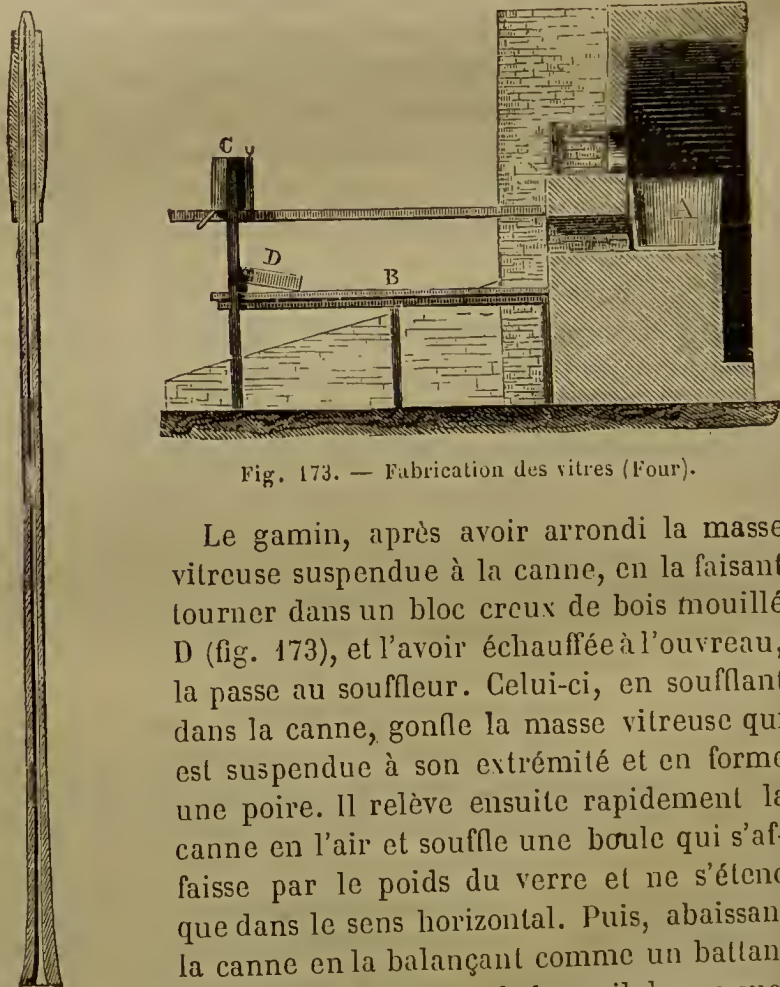 C
D
B
A
Fig. 173. — Fabrication des vitres (Four).
Le gamin, après avoir arrondi la masse
vitreuse suspendue à la canne, en la faisant
tourner dans un bloc creux de bois mouillé
D (fig. 173), et l'avoir échauffée à l'ouvreau,
la passe au souffleur. Celui-ci, en soufflant
dans la canne, gonfle la masse vitreuse qui
est suspendue à son extrémité et en forme
une poire. Il relève ensuite rapidement la
canne en l'air et souffle une boule qui s'af-
faisse par le poids du verre et ne s'étend
que dans le sens horizontal. Puis, abaissan
la canne en la balançant comme un battan